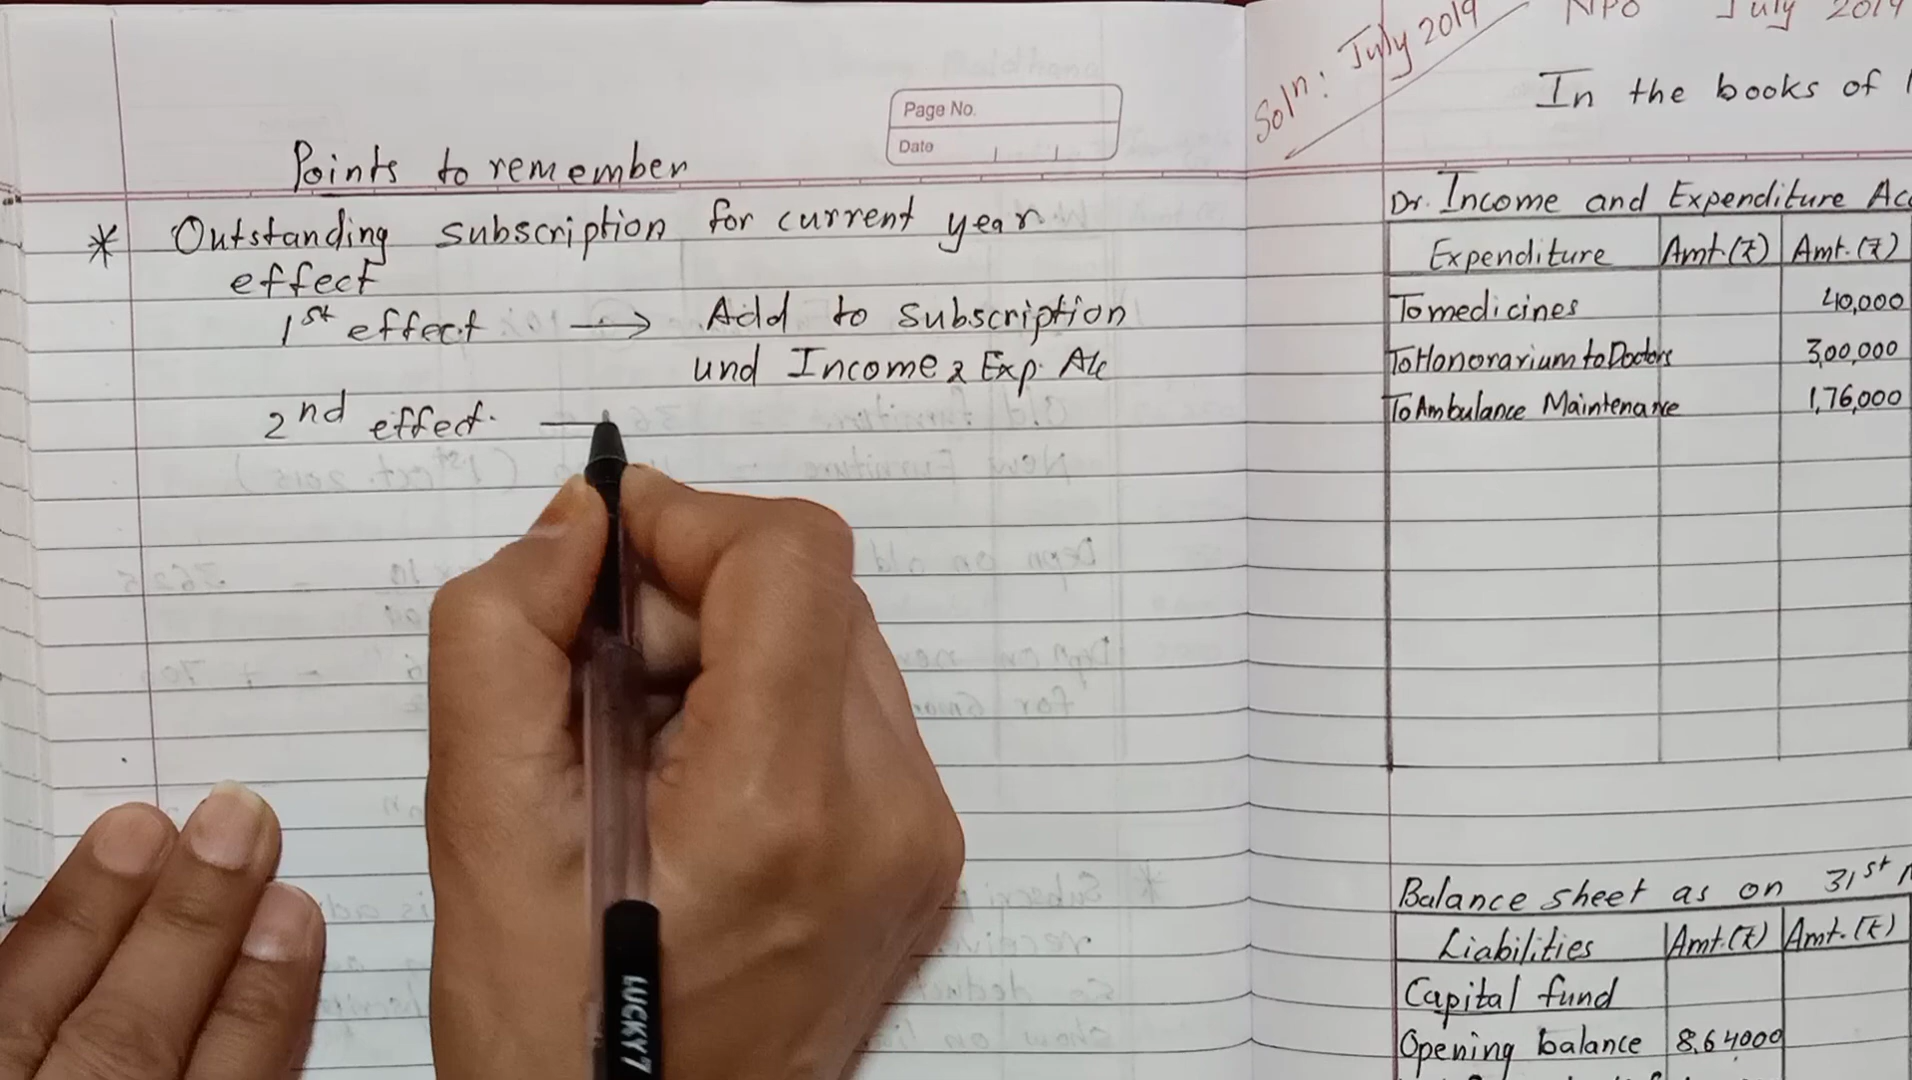 Page No.
Date
Points to remember
* Outstanding subscription for current year
effect
1st effect → Add to subscription
und Income & Exp. A/c
2nd effect.
LUCKY7
Soln: July 2019
NPO July 2019
In the books of
Dr. Income and Expenditure Acc
Expenditure Amt.(₹) Amt.(₹)
To medicines 40,000
To Honorarium to Doctors 3,00,000
To Ambulance Maintenance 1,76,000
Balance sheet as on 31st
Liabilities Amt.(₹) Amt.(₹)
Capital fund
Opening balance 8,64000